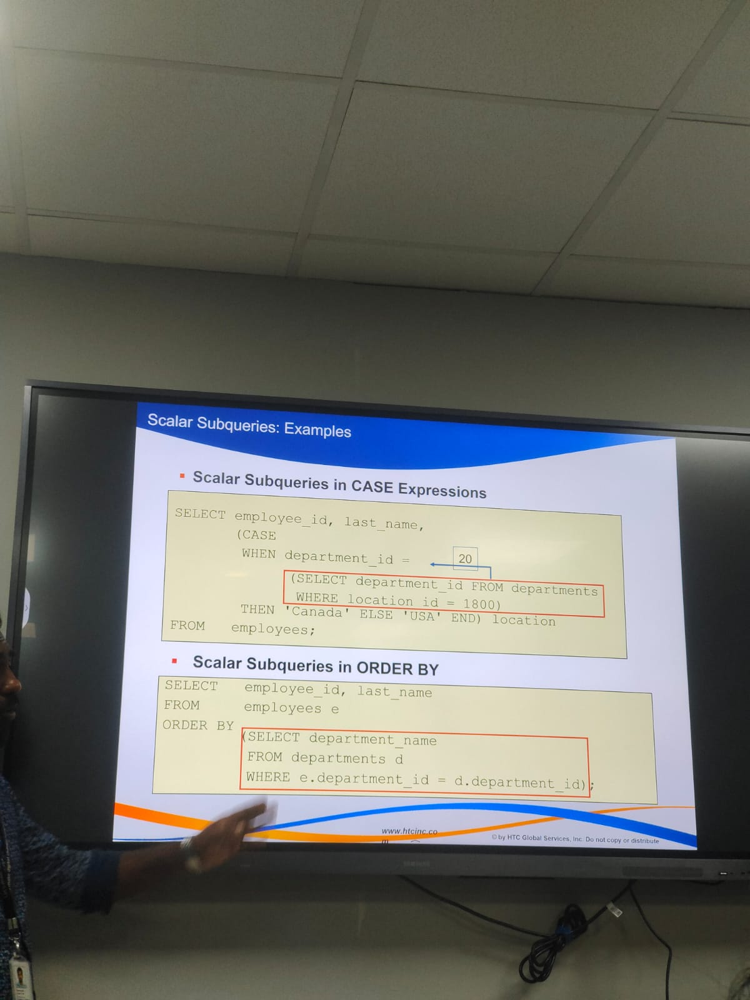 Scalar Subqueries: Examples
▪ Scalar Subqueries in CASE Expressions
SELECT employee_id, last_name,
(CASE
WHEN department_id =
20
(SELECT department_id FROM departments
WHERE location id = 1800)
THEN 'Canada' ELSE 'USA' END) location
FROM employees;
▪ Scalar Subqueries in ORDER BY
SELECT employee_id, last_name
FROM employees e
ORDER BY
(SELECT department_name
FROM departments d
WHERE e.department_id = d.department_id);
www.htcinc.co
m
© by HTC Global Services, Inc. Do not copy or distribute
SAMSUNG